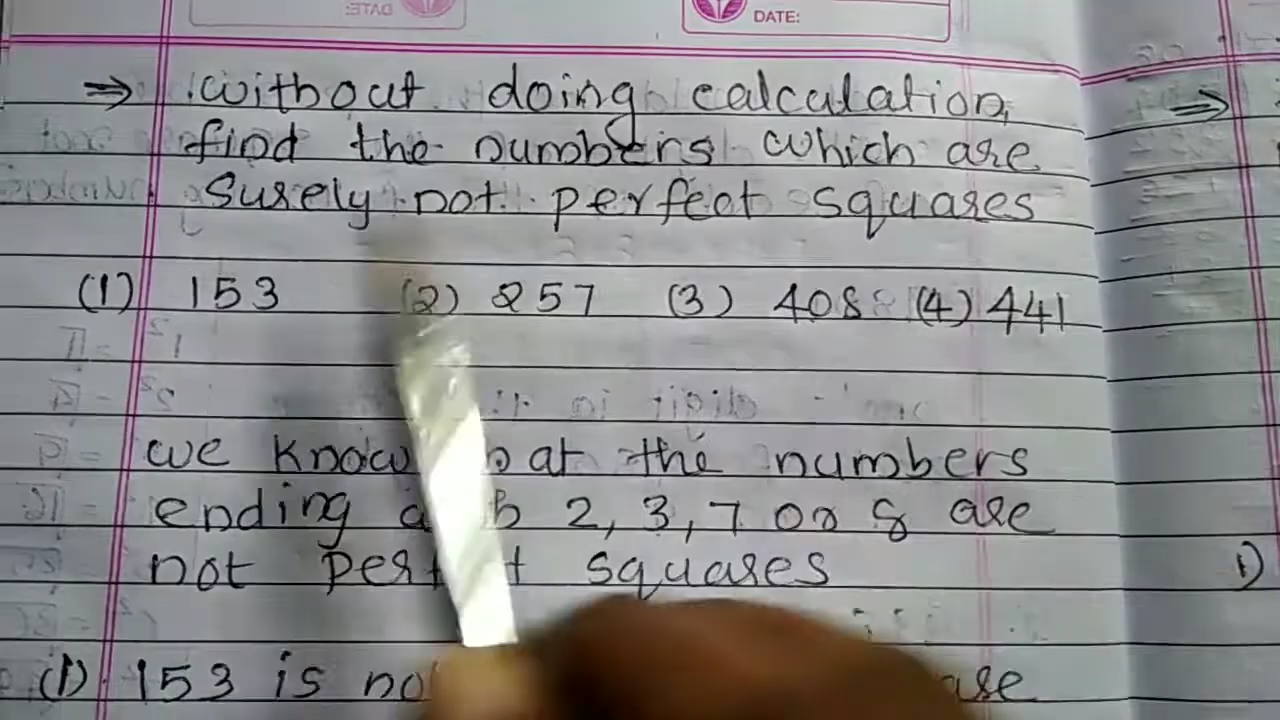 DATE:
⇒ without doing calculation,
find the numbers which are
surely not perfect squares
(1) 153 (2) 257 (3) 408 (4) 441
we know at the numbers
ending 2, 3, 7 or 8 are
not squares
(1) 153 is